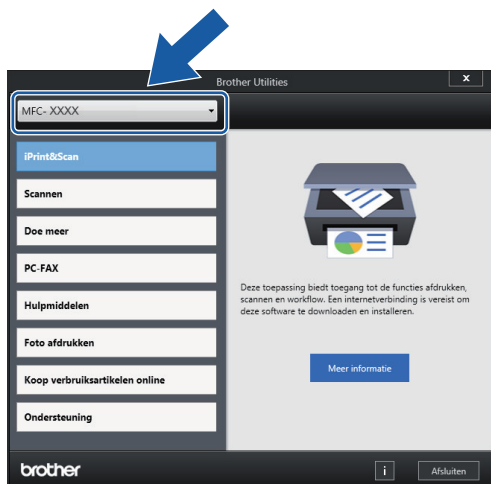 Brother Utilities
x
MFC- XXXX
iPrint&Scan
Scannen
Doe meer
PC-FAX
Hulpmiddelen
Foto afdrukken
Koop verbruiksartikelen online
Ondersteuning
Deze toepassing biedt toegang tot de functies afdrukken,
scannen en workflow. Een internetverbinding is vereist om
deze software te downloaden en installeren.
Meer informatie
brother
i
Afsluiten